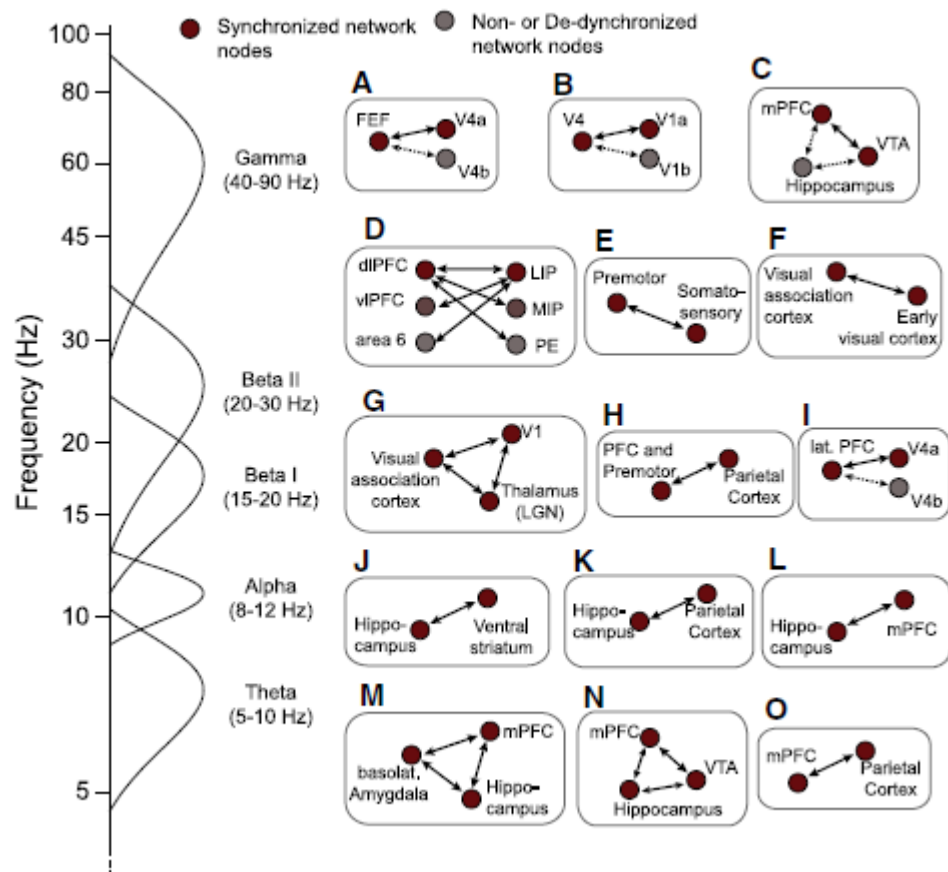 Synchronized network
nodes
Non- or De-dynchronized
network nodes
Frequency (Hz)
100
80
60
45
30
20
15
10
5
Gamma
(40-90 Hz)
Beta II
(20-30 Hz)
Beta I
(15-20 Hz)
Alpha
(8-12 Hz)
Theta
(5-10 Hz)
A
FEF
V4a
V4b
B
V4
V1a
V1b
C
mPFC
VTA
Hippocampus
D
dlPFC
LIP
vlPFC
MIP
area 6
PE
E
Premotor
Somato-
sensory
F
Visual
association
cortex
Early
visual cortex
G
V1
Visual
association
cortex
Thalamus
(LGN)
H
PFC and
Premotor
Parietal
Cortex
I
lat. PFC
V4a
V4b
J
Hippo-
campus
Ventral
striatum
K
Hippo-
campus
Parietal
Cortex
L
Hippo-
campus
mPFC
M
mPFC
basolat.
Amygdala
Hippo-
campus
N
mPFC
VTA
Hippocampus
O
mPFC
Parietal
Cortex